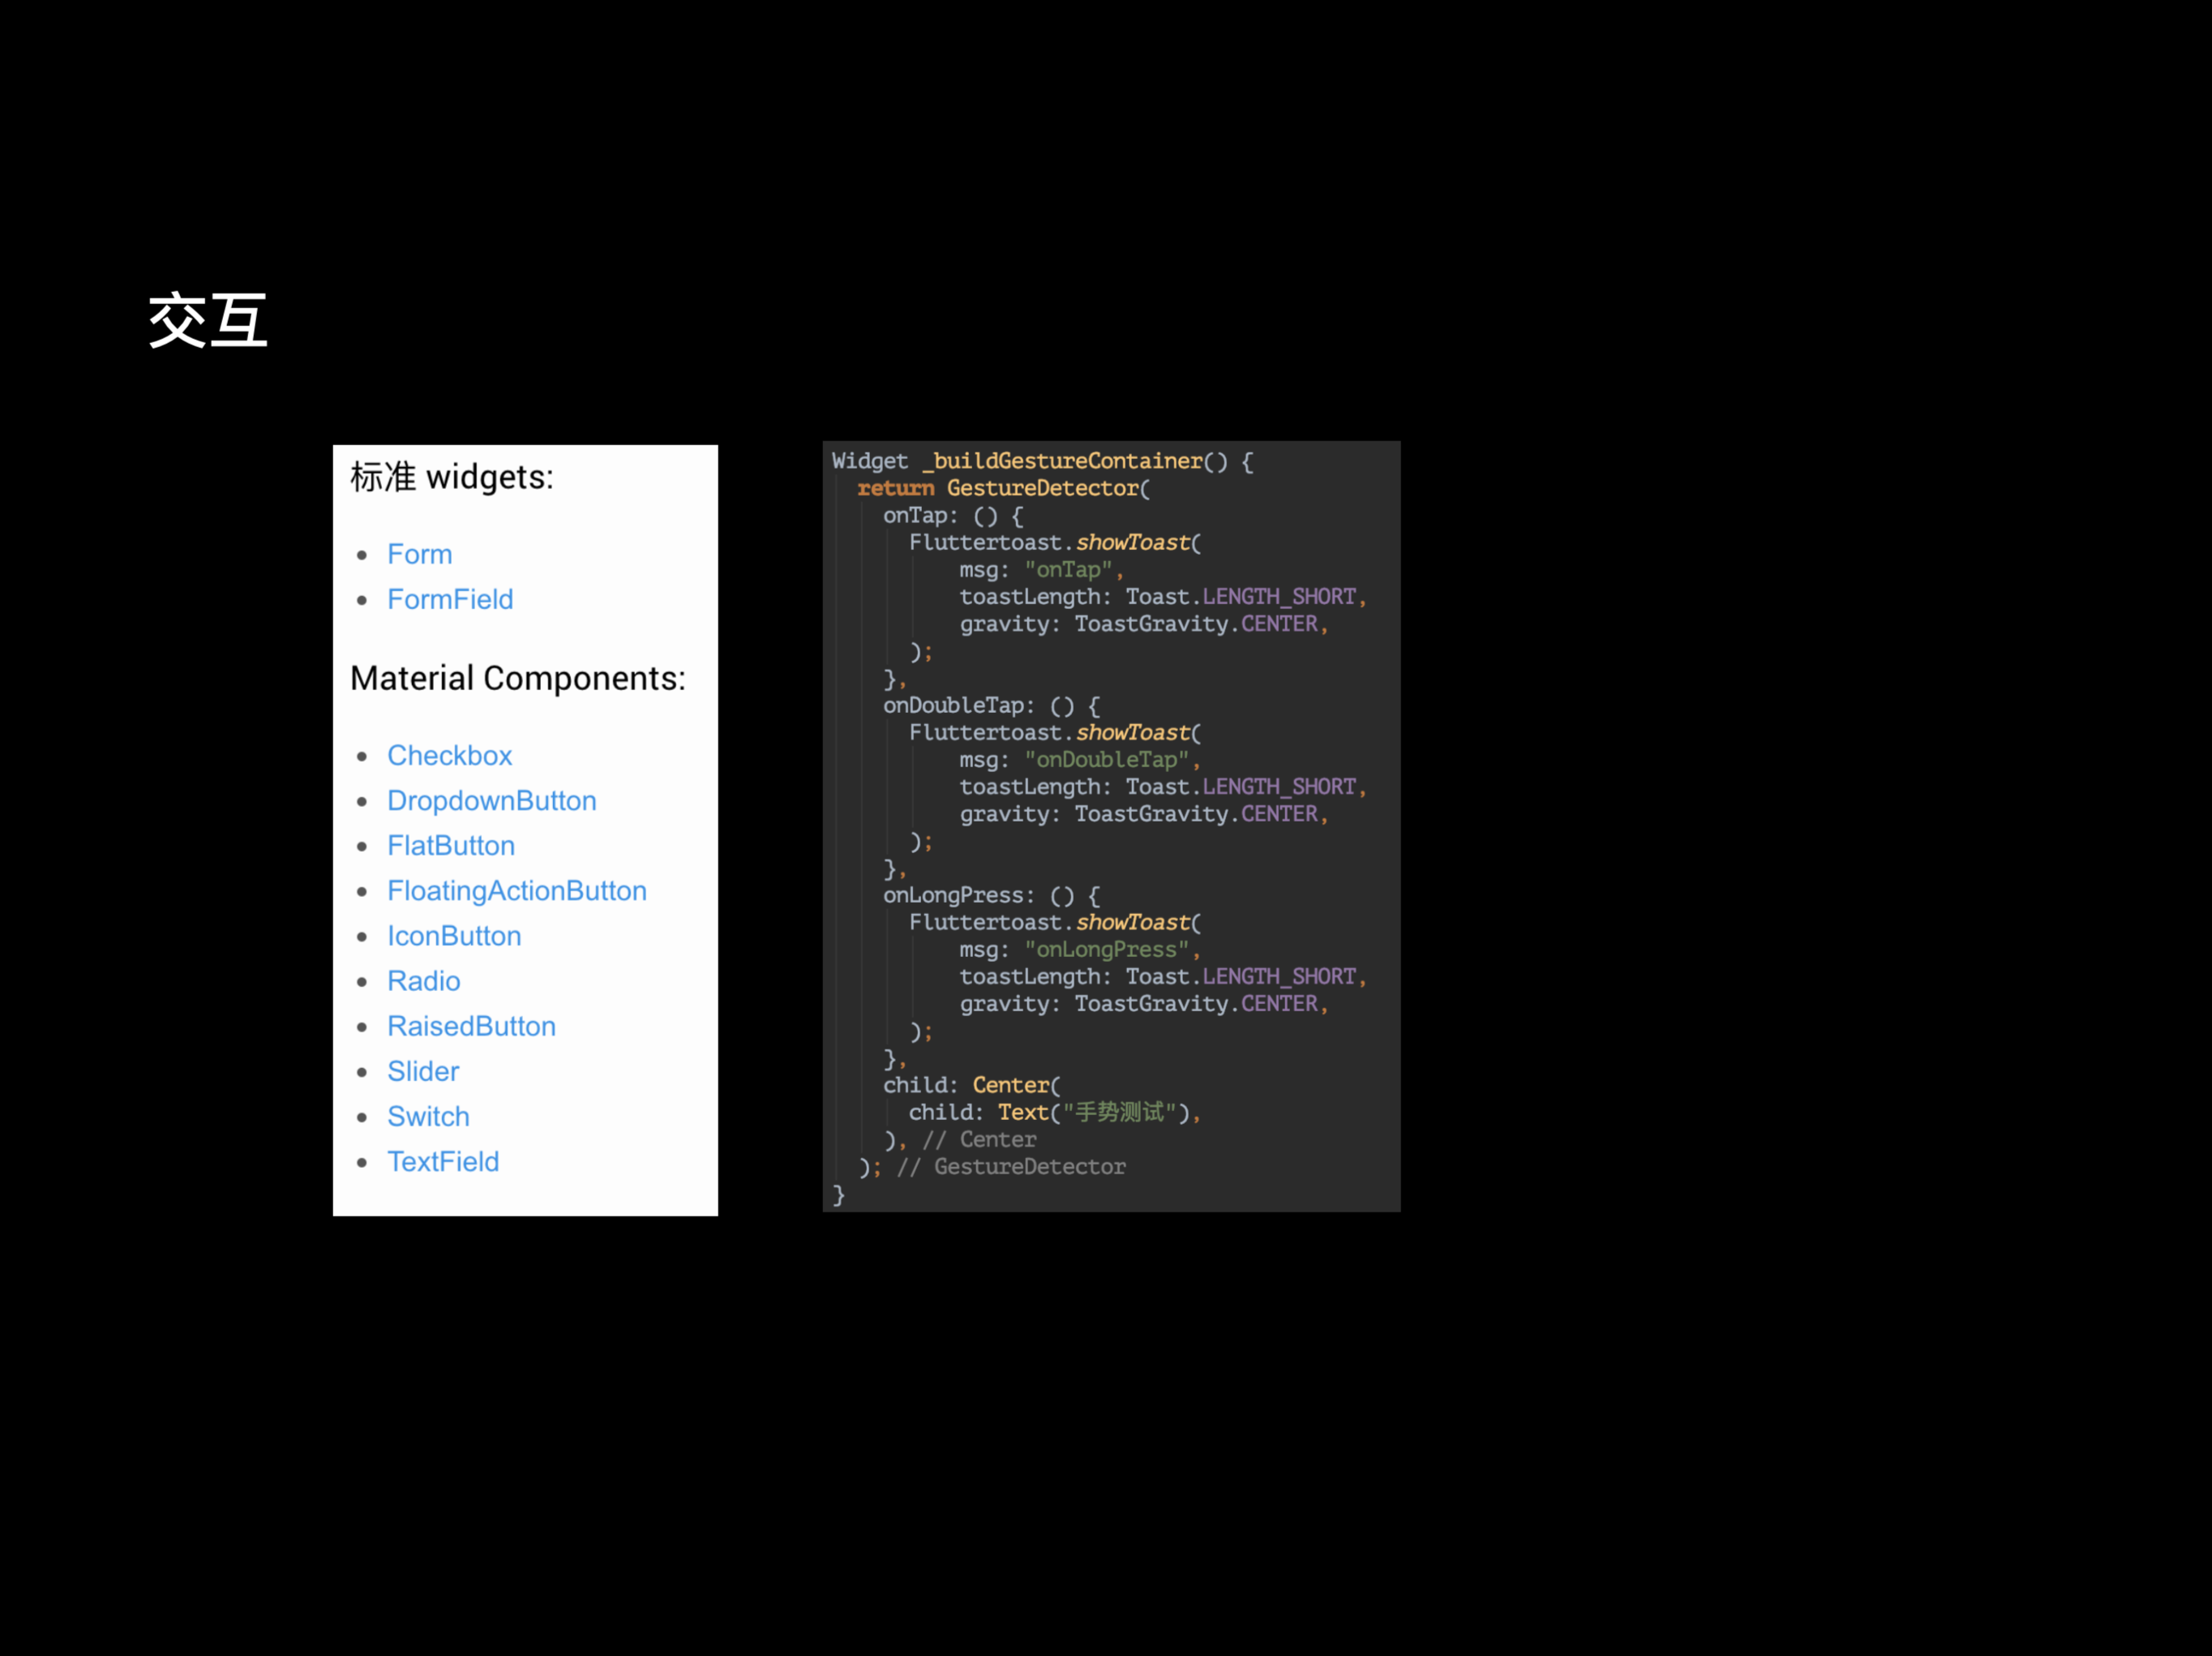 交互
标准 widgets:
• Form
• FormField
Material Components:
• Checkbox
• DropdownButton
• FlatButton
• FloatingActionButton
• IconButton
• Radio
• RaisedButton
• Slider
• Switch
• TextField
Widget _buildGestureContainer() {
  return GestureDetector(
    onTap: () {
      Fluttertoast.showToast(
          msg: "onTap",
          toastLength: Toast.LENGTH_SHORT,
          gravity: ToastGravity.CENTER,
      );
    },
    onDoubleTap: () {
      Fluttertoast.showToast(
          msg: "onDoubleTap",
          toastLength: Toast.LENGTH_SHORT,
          gravity: ToastGravity.CENTER,
      );
    },
    onLongPress: () {
      Fluttertoast.showToast(
          msg: "onLongPress",
          toastLength: Toast.LENGTH_SHORT,
          gravity: ToastGravity.CENTER,
      );
    },
    child: Center(
      child: Text("手势测试"),
    ), // Center
  ); // GestureDetector
}